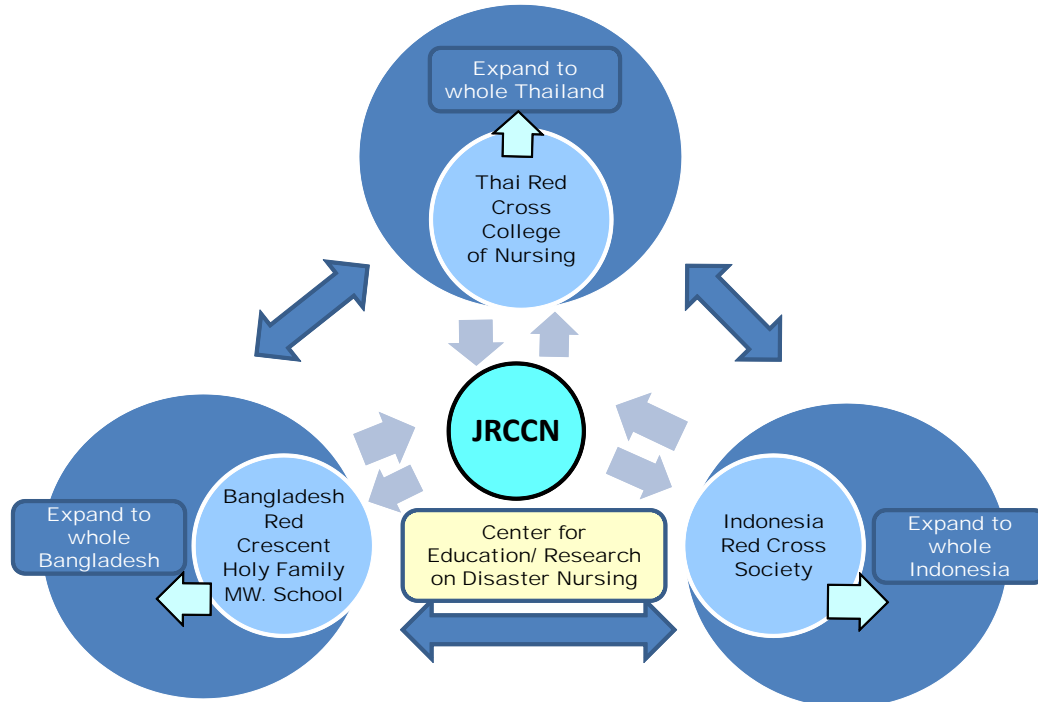 Expand to
whole Thailand
Thai Red
Cross
College
of Nursing
JRCCN
Bangladesh
Red
Crescent
Holy Family
MW. School
Expand to
whole
Bangladesh
Center for
Education/ Research
on Disaster Nursing
Indonesia
Red Cross
Society
Expand to
whole
Indonesia